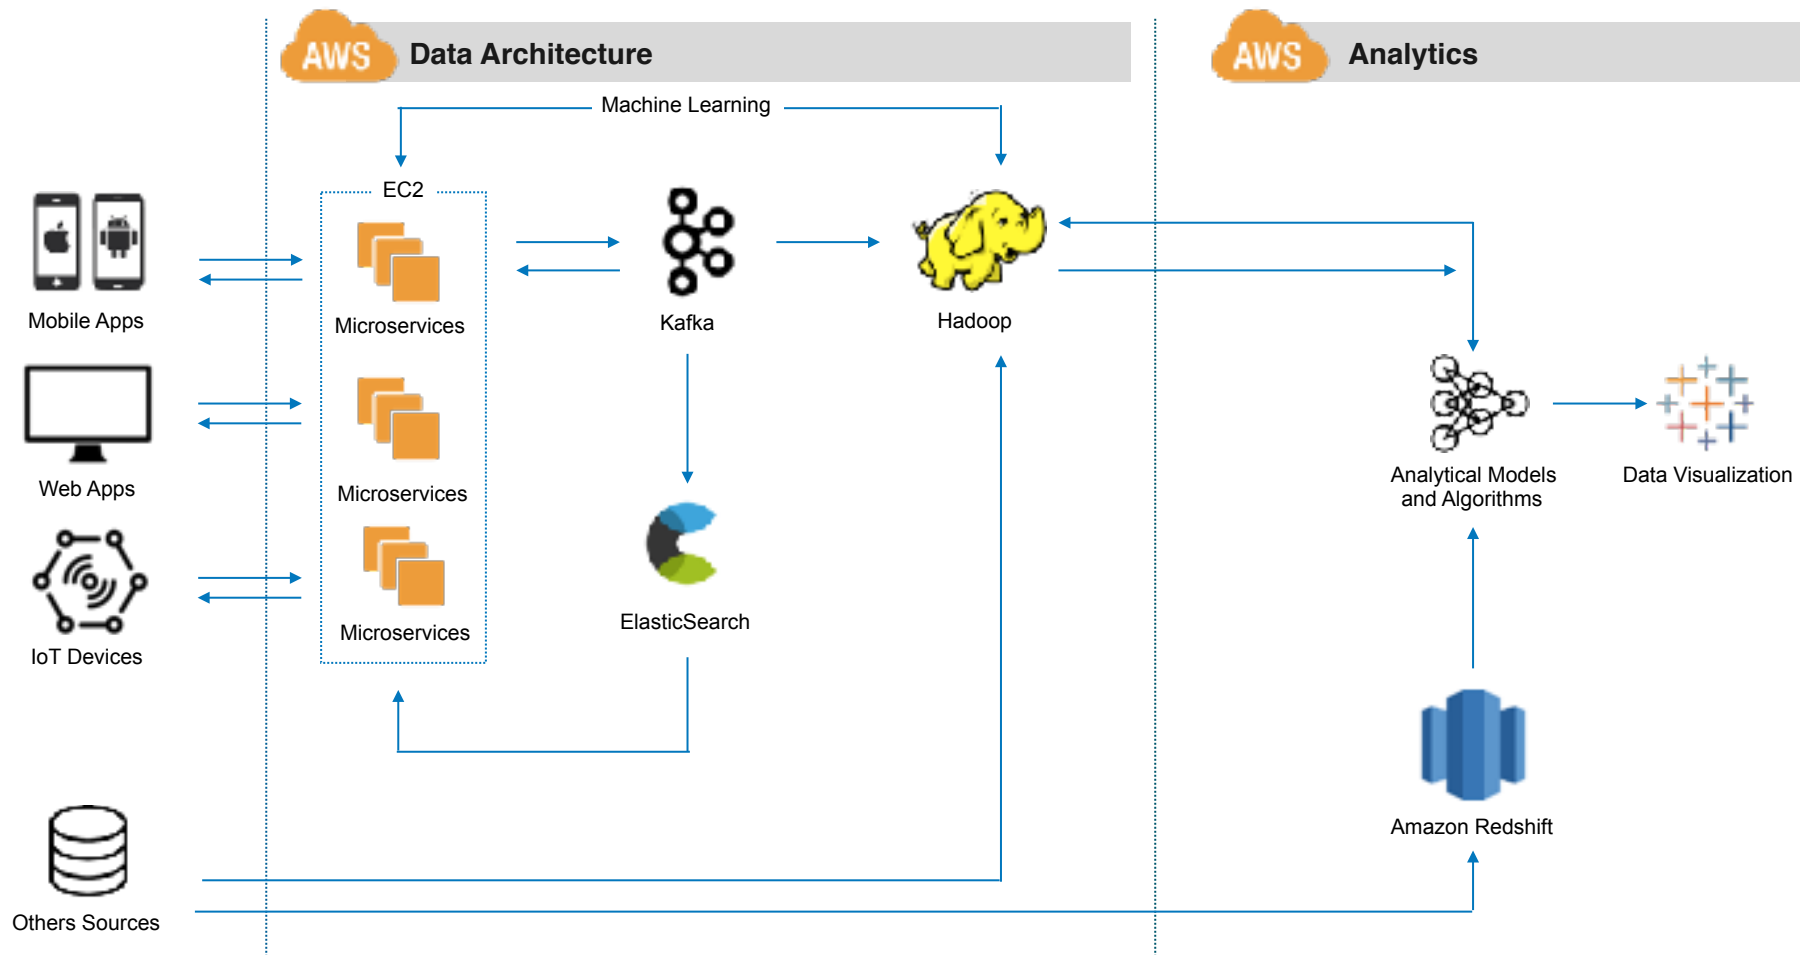 AWS
Data Architecture
AWS
Analytics
Machine Learning
EC2
Mobile Apps
Microservices
Kafka
Hadoop
Web Apps
Microservices
Analytical Models
and Algorithms
Data Visualization
IoT Devices
Microservices
ElasticSearch
Amazon Redshift
Others Sources